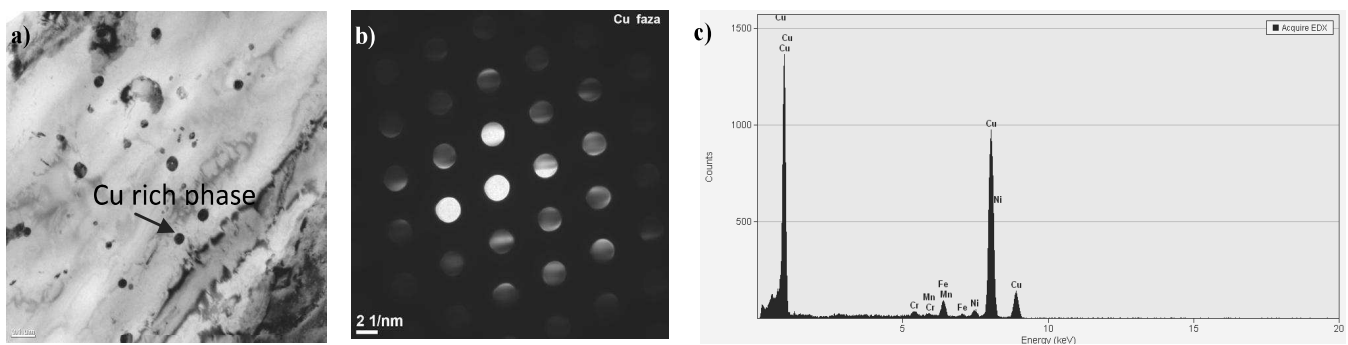 a)
Cu rich phase
b)
Cu faza
2 1/nm
c)
1500
1000
500
Counts
Cu
Cu
Cu
Acquire EDX
Cu
Ni
Fe
Mn
Mn
Cr
Cr
Fe
Ni
Cu
5
10
15
20
Energy (keV)